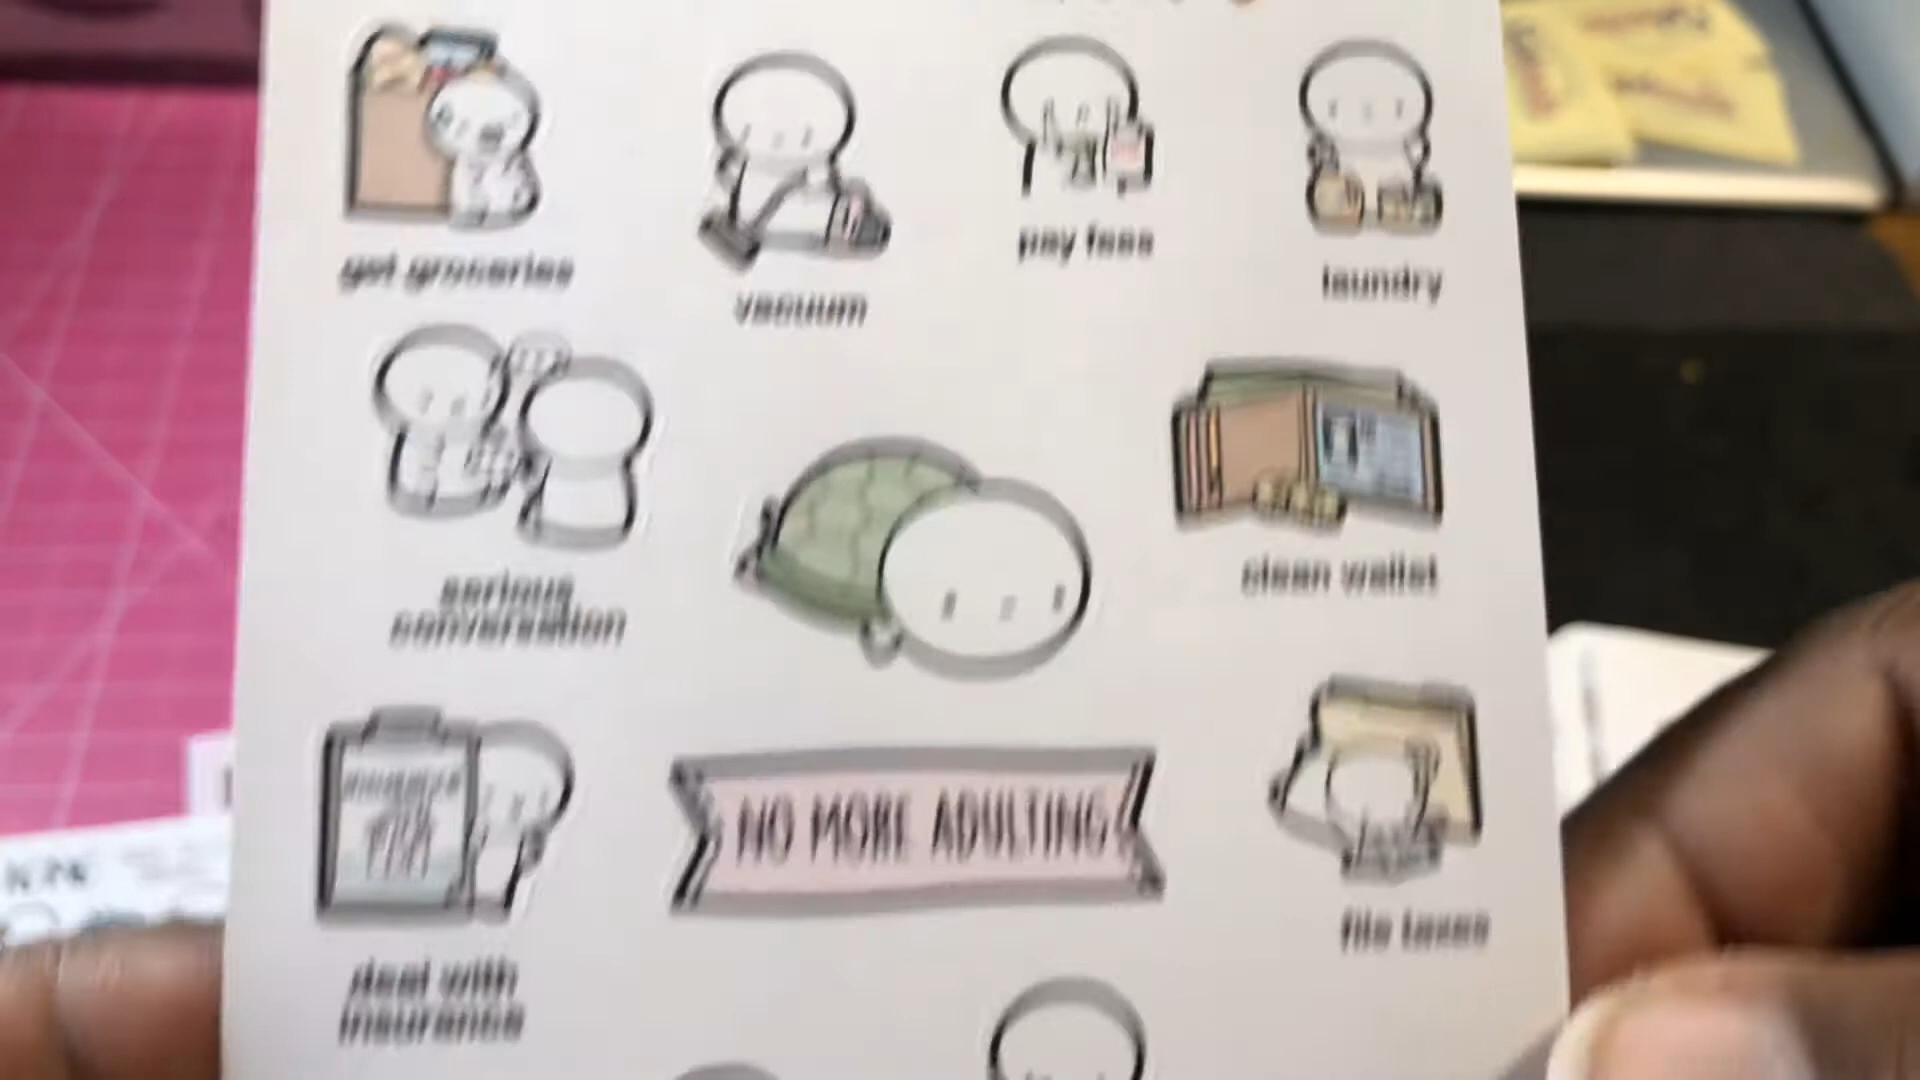 get groceries
vacuum
pay fees
laundry
serious
conversation
clean wallet
NO MORE ADULTING
file taxes
deal with
insurance